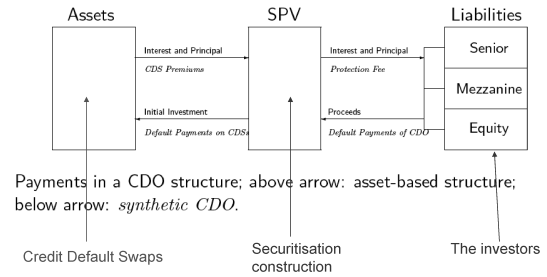 Assets
SPV
Liabilities
Interest and Principal
CDS Premiums
Interest and Principal
Protection Fee
Senior
Mezzanine
Equity
Initial Investment
Default Payments on CDSs
Proceeds
Default Payments of CDO
Payments in a CDO structure; above arrow: asset-based structure;
below arrow: synthetic CDO.
Credit Default Swaps
Securitisation
construction
The investors